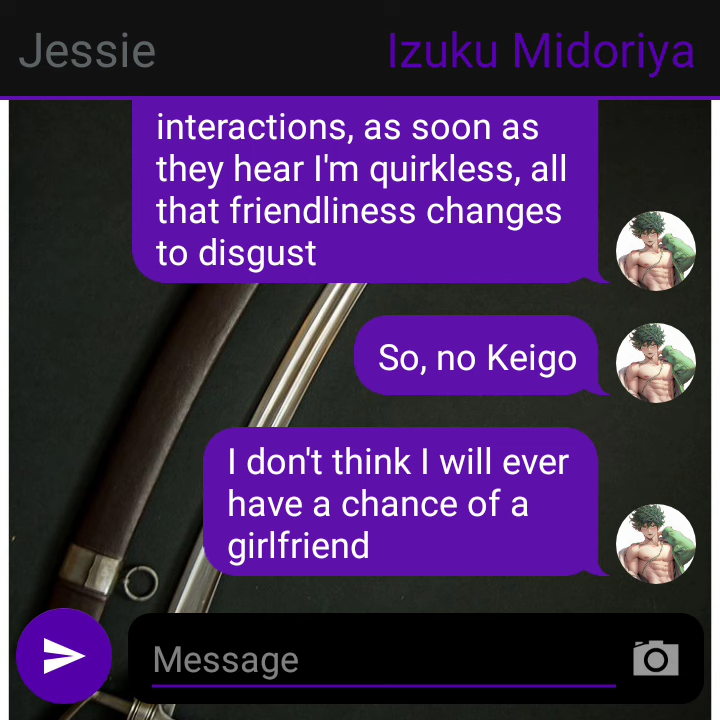 Jessie
Izuku Midoriya
interactions, as soon as
they hear I'm quirkless, all
that friendliness changes
to disgust
So, no Keigo
I don't think I will ever
have a chance of a
girlfriend
Message